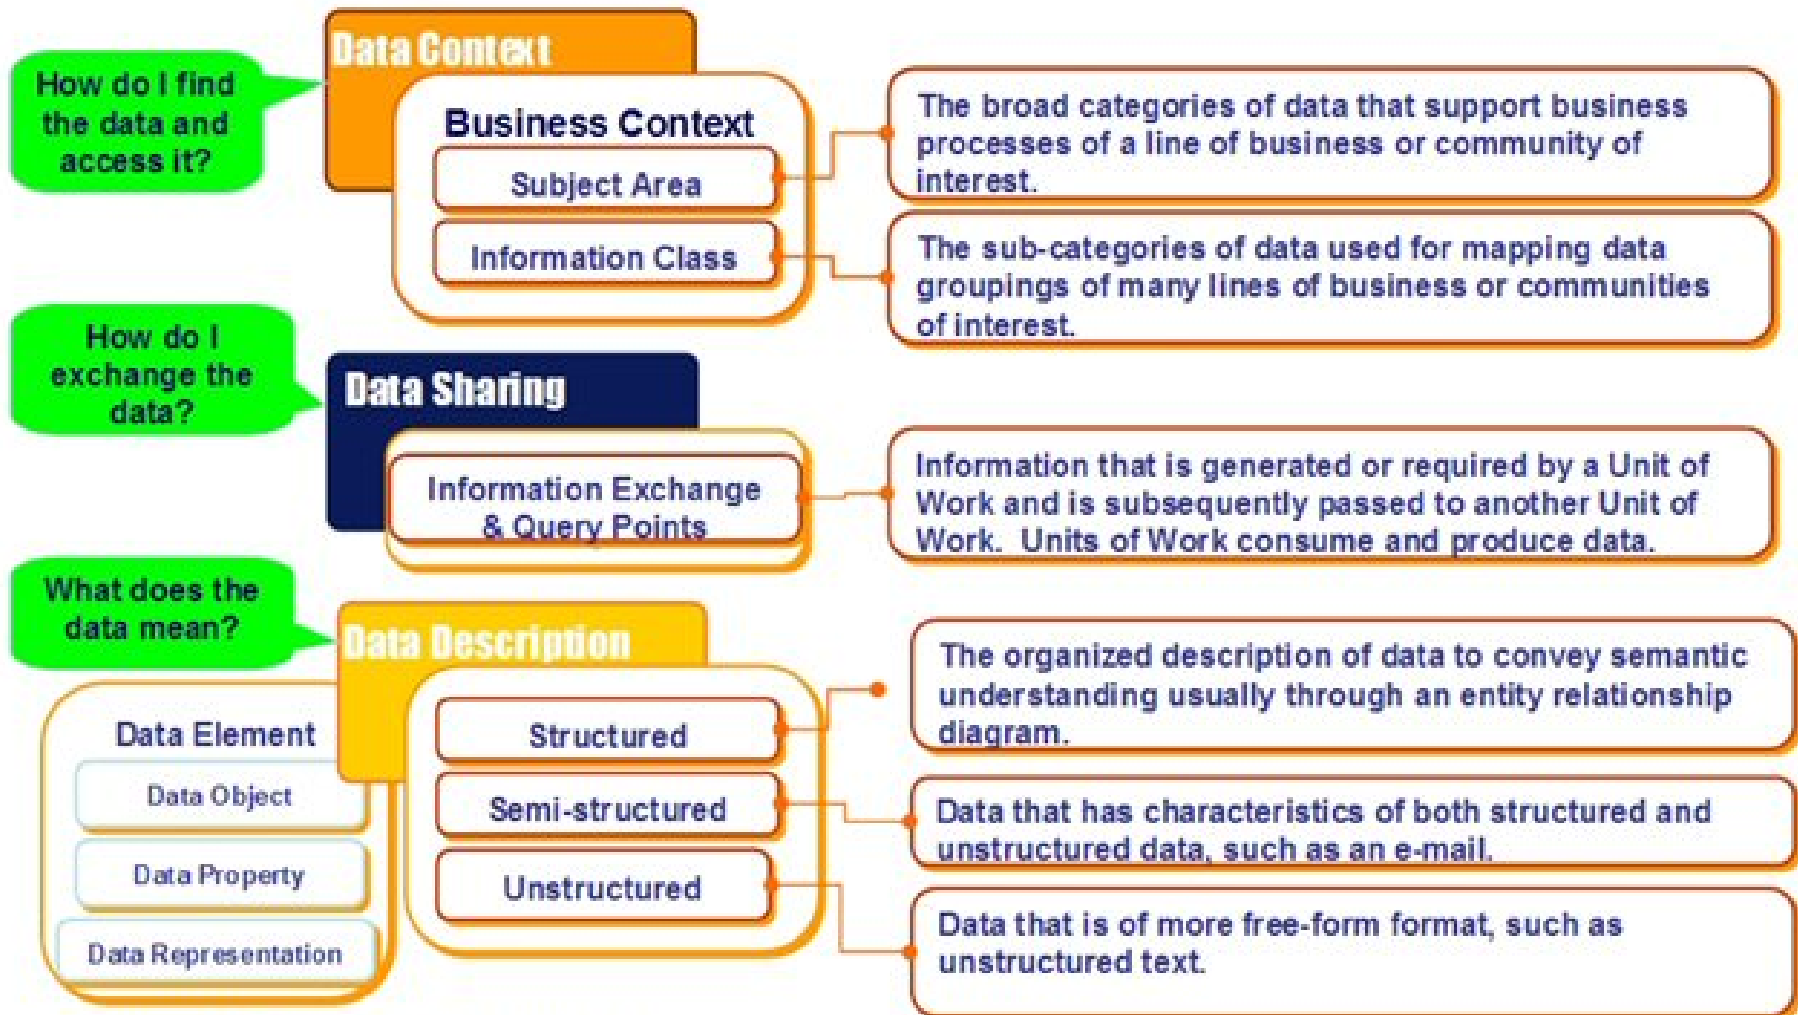 How do I find
the data and
access it?
Data Context
Business Context
Subject Area
Information Class
The broad categories of data that support business
processes of a line of business or community of
interest.
The sub-categories of data used for mapping data
groupings of many lines of business or communities
of interest.
How do I
exchange the
data?
Data Sharing
Information Exchange
& Query Points
Information that is generated or required by a Unit of
Work and is subsequently passed to another Unit of
Work. Units of Work consume and produce data.
What does the
data mean?
Data Description
Data Element
Data Object
Data Property
Data Representation
Structured
Semi-structured
Unstructured
The organized description of data to convey semantic
understanding usually through an entity relationship
diagram.
Data that has characteristics of both structured and
unstructured data, such as an e-mail.
Data that is of more free-form format, such as
unstructured text.